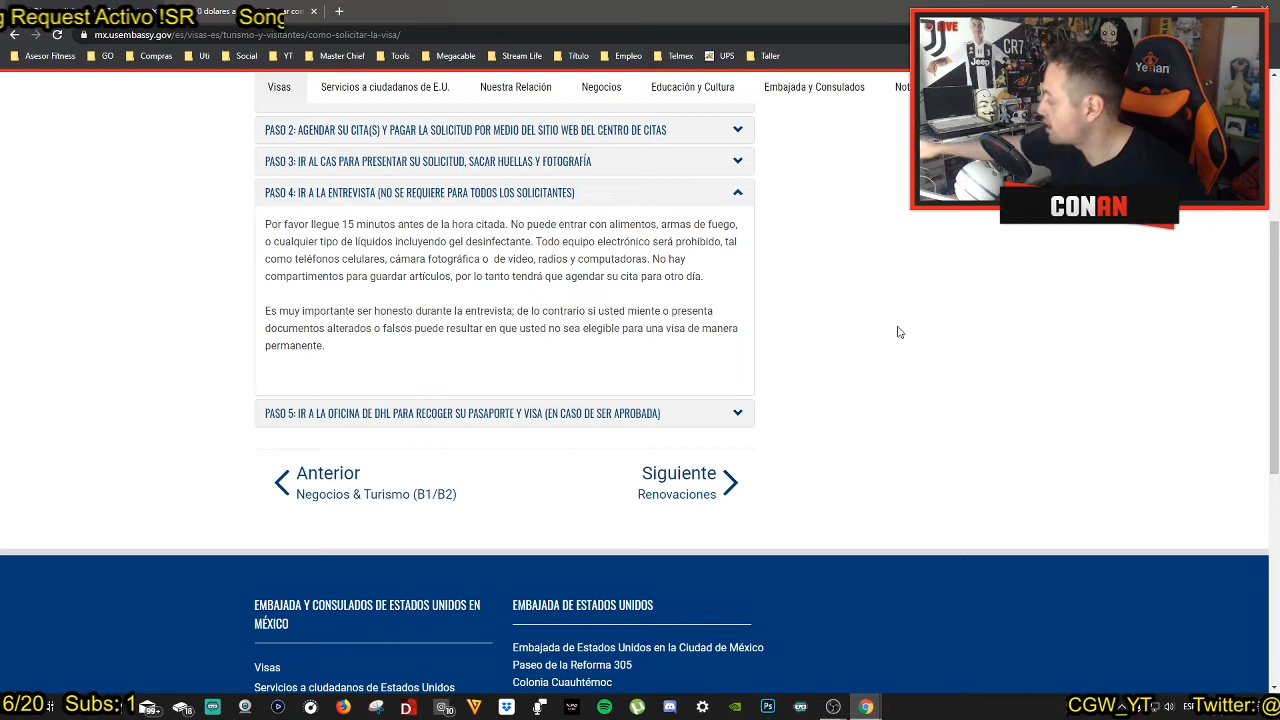 g Request Activo !SR Song
0 dolares a
mx.usembassy.gov/es/visas-es/
Asesor Fitness GO Compras Uti Social YT Master Chief Tools Mercable Stream Labs Titulo Empleo Telmex UPS Taller
LIVE
CR7
Jeep
Yeyian
CONAN
Visas Servicios a ciudadanos de E.U. Nuestra Relación Negocios Educación y Cultura Embajada y Consulados Not
PASO 2: AGENDAR SU CITA(S) Y PAGAR LA SOLICITUD POR MEDIO DEL SITIO WEB DEL CENTRO DE CITAS
PASO 3: IR AL CAS PARA PRESENTAR SU SOLICITUD, SACAR HUELLAS Y FOTOGRAFÍA
PASO 4: IR A LA ENTREVISTA (NO SE REQUIERE PARA TODOS LOS SOLICITANTES)
Por favor llegue 15 minutos antes de la hora indicada. No puede entrar con alimentos, armas de fuego,
o cualquier tipo de líquidos incluyendo gel desinfectante. Todo equipo electrónico será prohibido, tal
como teléfonos celulares, cámara fotográfica o de video, radios y computadoras. No hay
compartimentos para guardar artículos, por lo tanto tendrá que agendar su cita para otro día.
Es muy importante ser honesto durante la entrevista; de lo contrario si usted miente o presenta
documentos alterados o falsos puede resultar en que usted no sea elegible para una visa de manera
permanente.
PASO 5: IR A LA OFICINA DE DHL PARA RECOGER SU PASAPORTE Y VISA (EN CASO DE SER APROBADA)
Anterior
Negocios & Turismo (B1/B2)
Siguiente
Renovaciones
EMBAJADA Y CONSULADOS DE ESTADOS UNIDOS EN
MÉXICO
Visas
Servicios a ciudadanos de Estados Unidos
EMBAJADA DE ESTADOS UNIDOS
Embajada de Estados Unidos en la Ciudad de México
Paseo de la Reforma 305
Colonia Cuauhtémoc
6/20 Subs: 1
CGW_YT Twitter: @